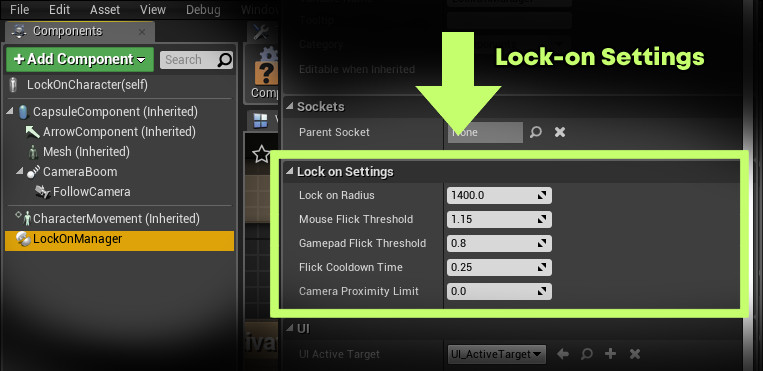 File Edit Asset View Debug Window
Components
Add Component
Search
LockOnCharacter(self)
CapsuleComponent (Inherited)
ArrowComponent (Inherited)
Mesh (Inherited)
CameraBoom
FollowCamera
CharacterMovement (Inherited)
LockOnManager
Comp
V
Category
Editable when Inherited
Lock-on Settings
Sockets
Parent Socket None
Lock on Settings
Lock on Radius 1400.0
Mouse Flick Threshold 1.15
Gamepad Flick Threshold 0.8
Flick Cooldown Time 0.25
Camera Proximity Limit 0.0
UI
UI Active Target UI_ActiveTarget